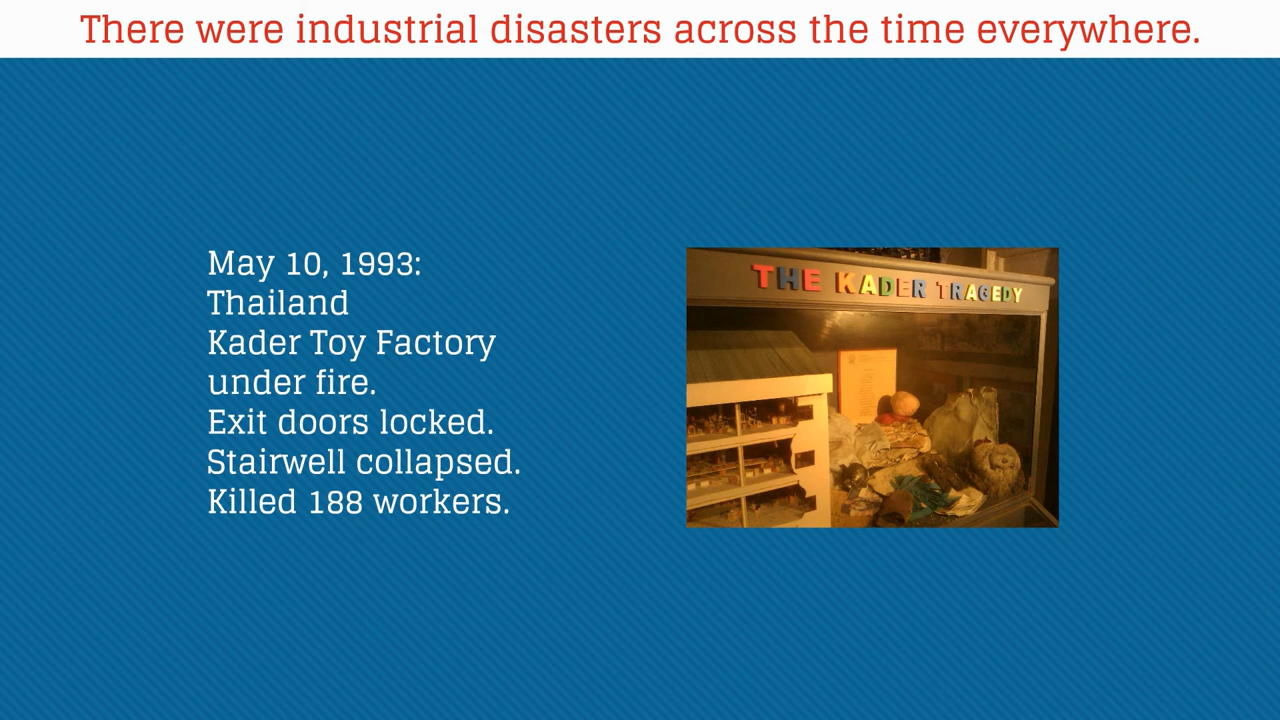 There were industrial disasters across the time everywhere.
May 10, 1993:
Thailand
Kader Toy Factory
under fire.
Exit doors locked.
Stairwell collapsed.
Killed 188 workers.
THE KADER TRAGEDY